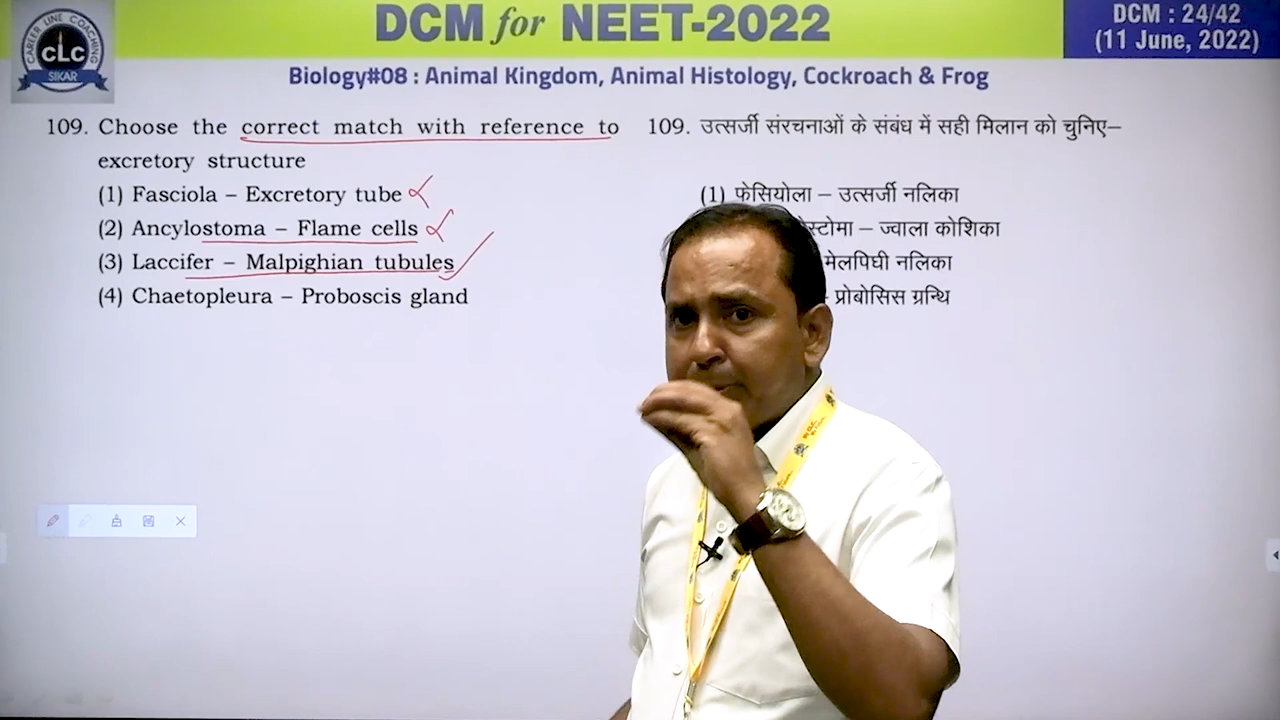 DCM for NEET-2022
DCM : 24/42
(11 June, 2022)
CAREER LINE COACHING
CLC
SIKAR
Biology#08 : Animal Kingdom, Animal Histology, Cockroach & Frog
109. Choose the correct match with reference to
excretory structure
(1) Fasciola – Excretory tube
(2) Ancylostoma – Flame cells
(3) Laccifer – Malpighian tubules
(4) Chaetopleura – Proboscis gland
109. उत्सर्जी संरचनाओं के संबंध में सही मिलान को चुनिए–
(1) फेसियोला – उत्सर्जी नलिका
– ज्वाला कोशिका
मेलपिघी नलिका
– प्रोबोसिस ग्रन्थि